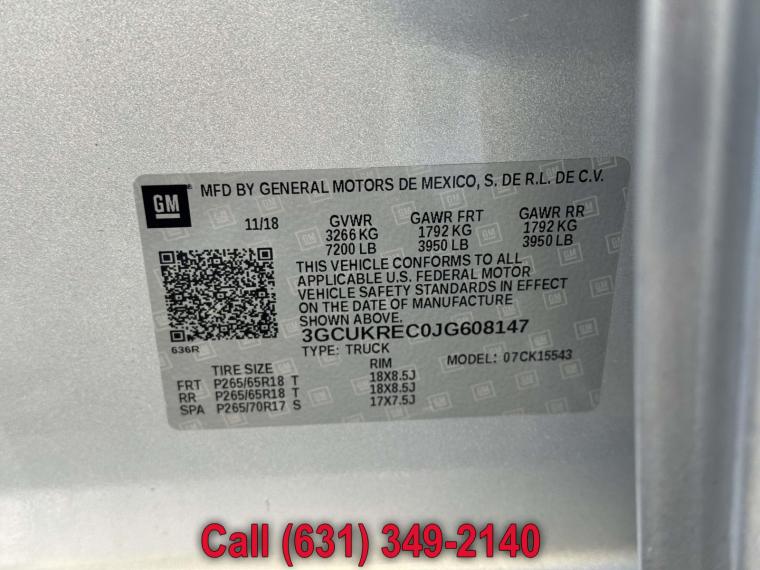 GM
MFD BY GENERAL MOTORS DE MEXICO, S. DE R.L. DE C.V.
11/18 GVWR GAWR FRT GAWR RR
3266 KG 1792 KG 1792 KG
7200 LB 3950 LB 3950 LB
THIS VEHICLE CONFORMS TO ALL
APPLICABLE U.S. FEDERAL MOTOR
VEHICLE SAFETY STANDARDS IN EFFECT
ON THE DATE OF MANUFACTURE
SHOWN ABOVE.
3GCUKREC0JG608147
636R
TYPE: TRUCK MODEL: 07CK15543
TIRE SIZE RIM
FRT P265/65R18 T 18X8.5J
RR P265/65R18 T 18X8.5J
SPA P265/70R17 S 17X7.5J
Call (631) 349-2140